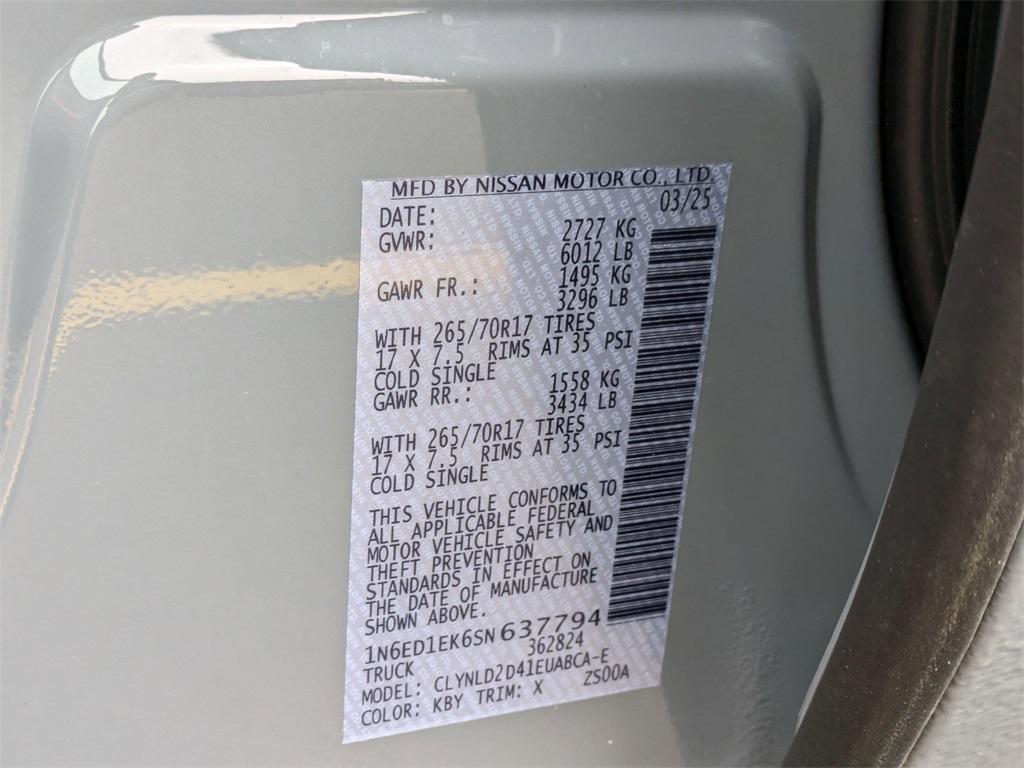 MFD BY NISSAN MOTOR CO., LTD.
DATE: 03/25
GVWR: 2727 KG
6012 LB
GAWR FR.: 1495 KG
3296 LB
WITH 265/70R17 TIRES
17 X 7.5 RIMS AT 35 PSI
COLD SINGLE
GAWR RR.: 1558 KG
3434 LB
WITH 265/70R17 TIRES
17 X 7.5 RIMS AT 35 PSI
COLD SINGLE
THIS VEHICLE CONFORMS TO
ALL APPLICABLE FEDERAL
MOTOR VEHICLE SAFETY AND
THEFT PREVENTION
STANDARDS IN EFFECT ON
THE DATE OF MANUFACTURE
SHOWN ABOVE.
1N6ED1EK6SN637794
TRUCK 362824
MODEL: CLYNLD2D41EUABCA-E
COLOR: KBY TRIM: X ZS00A